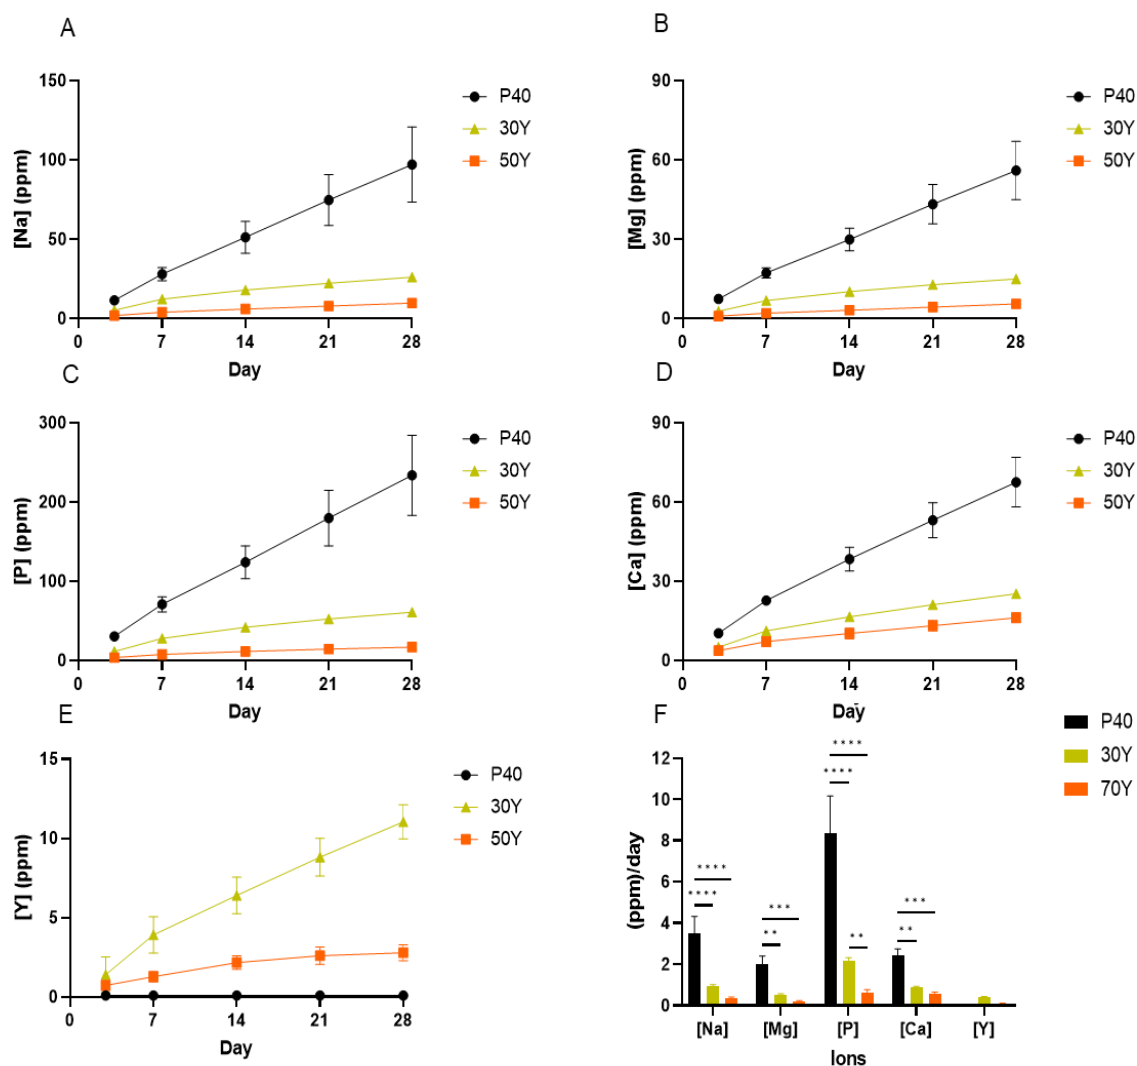 A
150
100
50
0
[Na] (ppm)
0 7 14 21 28
Day
P40
30Y
50Y
B
90
60
30
0
[Mg] (ppm)
0 7 14 21 28
Day
P40
30Y
50Y
C
300
200
100
0
[P] (ppm)
0 7 14 21 28
Day
P40
30Y
50Y
D
90
60
30
0
[Ca] (ppm)
0 7 14 21 28
Day
P40
30Y
50Y
E
15
10
5
0
[Y] (ppm)
0 7 14 21 28
Day
P40
30Y
50Y
F
12
10
8
6
4
2
0
(ppm)/day
**** ****
*** **
**** **** **
*** **
[Na] [Mg] [P] [Ca] [Y]
Ions
P40
30Y
70Y